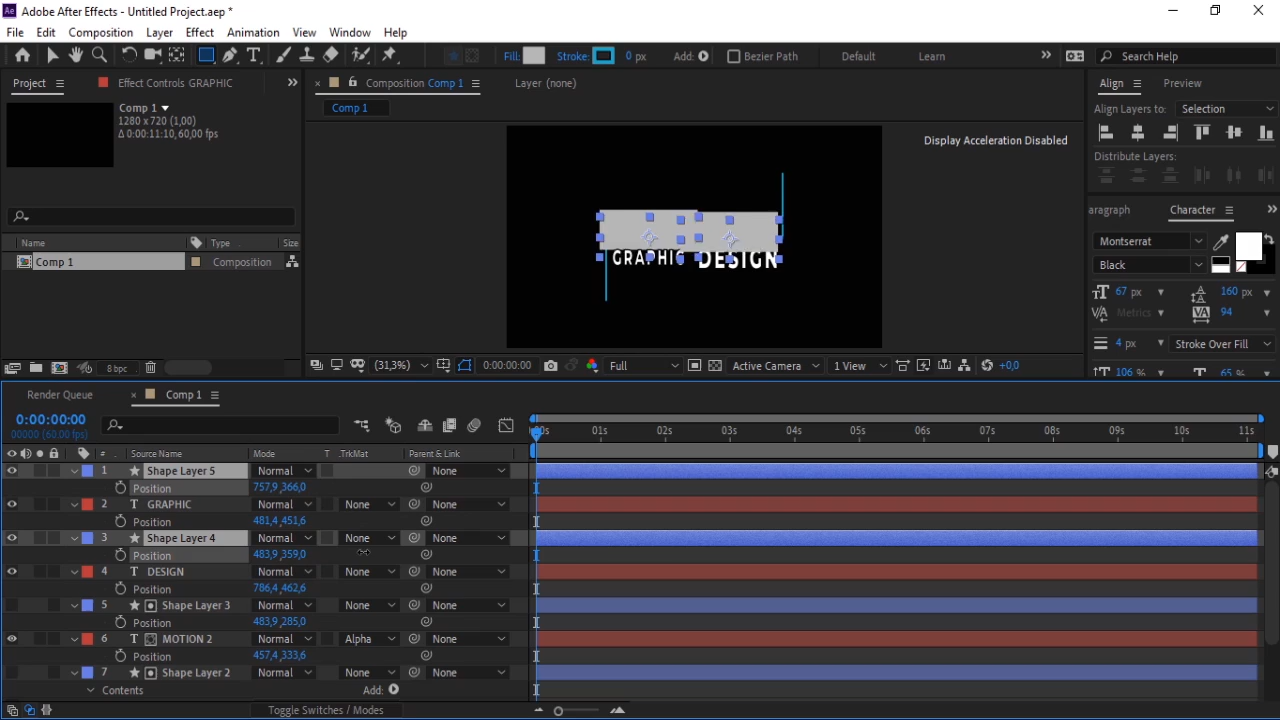 Adobe After Effects - Untitled Project.aep *
File Edit Composition Layer Effect Animation View Window Help
Fill: Stroke: 0 px Add: Bezier Path Default Learn Search Help
Project Effect Controls GRAPHIC Composition Comp 1 Layer (none) Align Preview
Comp 1
1280 x 720 (1,00)
Δ 0:00:11:10, 60,00 fps
Comp 1
Align Layers to: Selection
Display Acceleration Disabled
Distribute Layers:
aragraph Character
Name Type Size
Comp 1 Composition
Montserrat
Black
GRAPHIC DESIGN
67 px 160 px
Metrics 94
4 px Stroke Over Fill
106 % 65 %
8 bpc (31,3%) 0:00:00:00 Full Active Camera 1 View +0,0
Render Queue Comp 1
0:00:00:00
00000 (60,00 fps)
00s 01s 02s 03s 04s 05s 06s 07s 08s 09s 10s 11s
# Source Name Mode T .TrkMat Parent & Link
1 Shape Layer 5 Normal None
Position 757,9 ,366,0
2 GRAPHIC Normal None None
Position 481,4 ,451,6
3 Shape Layer 4 Normal None None
Position 483,9 ,359,0
4 DESIGN Normal None None
Position 786,4 ,462,6
5 Shape Layer 3 Normal None None
Position 483,9 ,285,0
6 MOTION 2 Normal Alpha None
Position 457,4 ,333,6
7 Shape Layer 2 Normal None None
Contents Add:
Toggle Switches / Modes